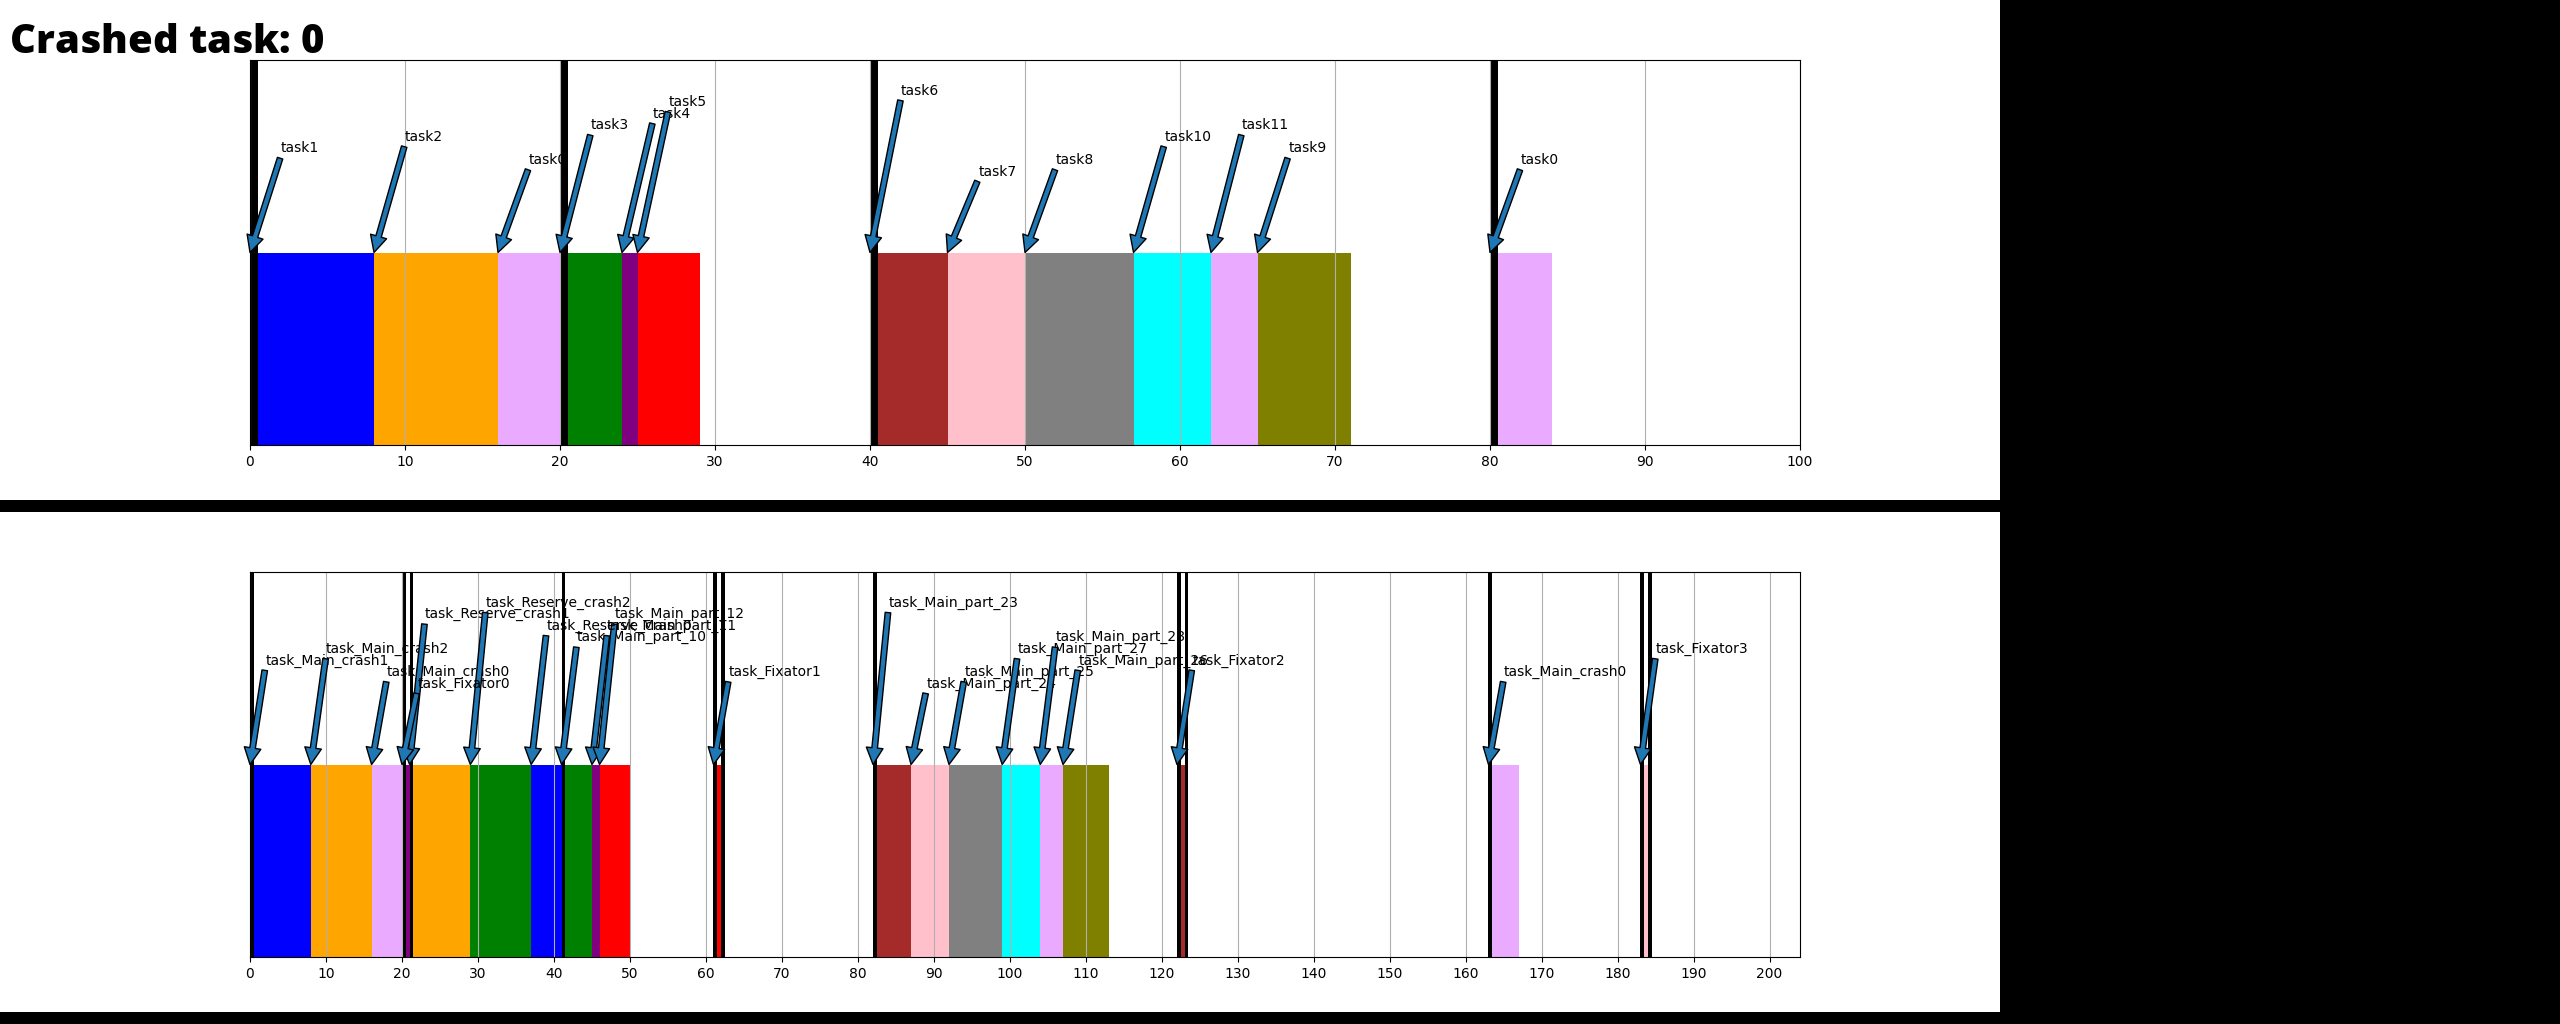 Crashed task: 0
task6
task5
task4
task3
task11
task2
task10
task1
task9
task0
task8
task0
task7
0 10 20 30 40 50 60 70 80 90 100
task_Reserve_crash2
task_Main_part_23
task_Reserve_crash1
task_Main_part_12
task_Reserve_crash0
task_Main_part_11
task_Main_part_10
task_Main_part_28
task_Main_crash2
task_Main_part_27
task_Fixator3
task_Main_crash1
task_Main_part_26
task_Fixator2
task_Main_crash0
task_Fixator1
task_Main_part_25
task_Main_crash0
task_Fixator0
task_Main_part_24
0 10 20 30 40 50 60 70 80 90 100 110 120 130 140 150 160 170 180 190 200